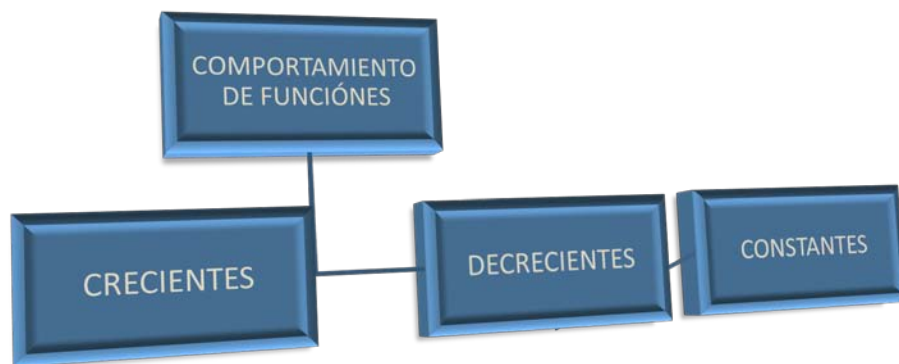 COMPORTAMIENTO
DE FUNCIÓNES
CRECIENTES
DECRECIENTES
CONSTANTES